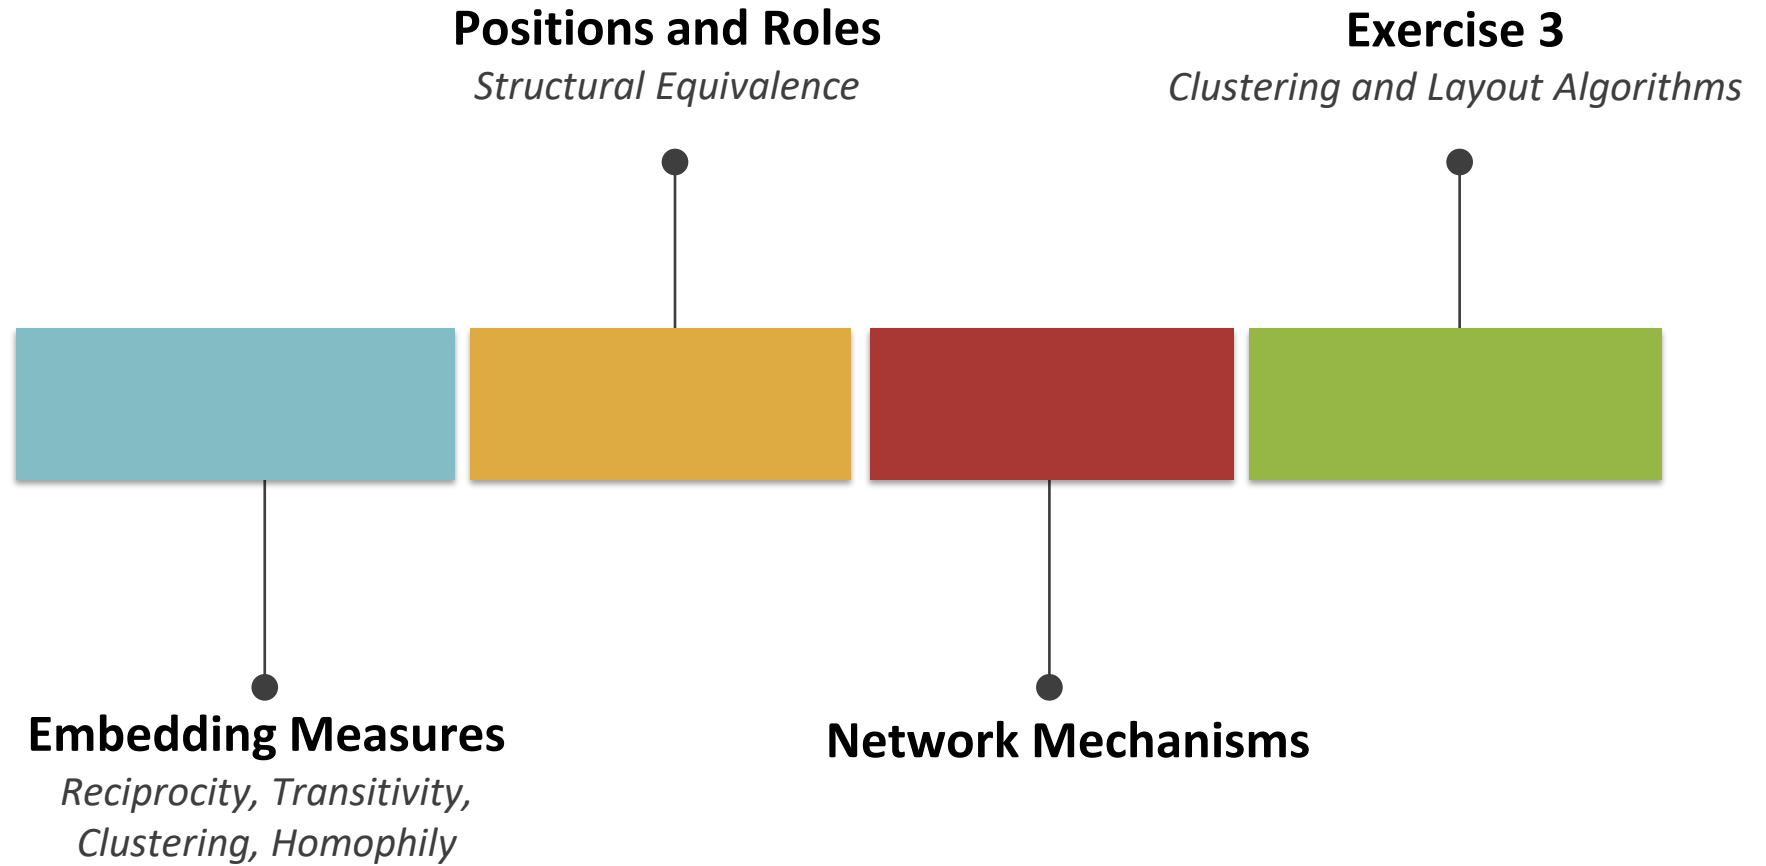 Positions and Roles
Structural Equivalence
Exercise 3
Clustering and Layout Algorithms
Embedding Measures
Reciprocity, Transitivity,
Clustering, Homophily
Network Mechanisms